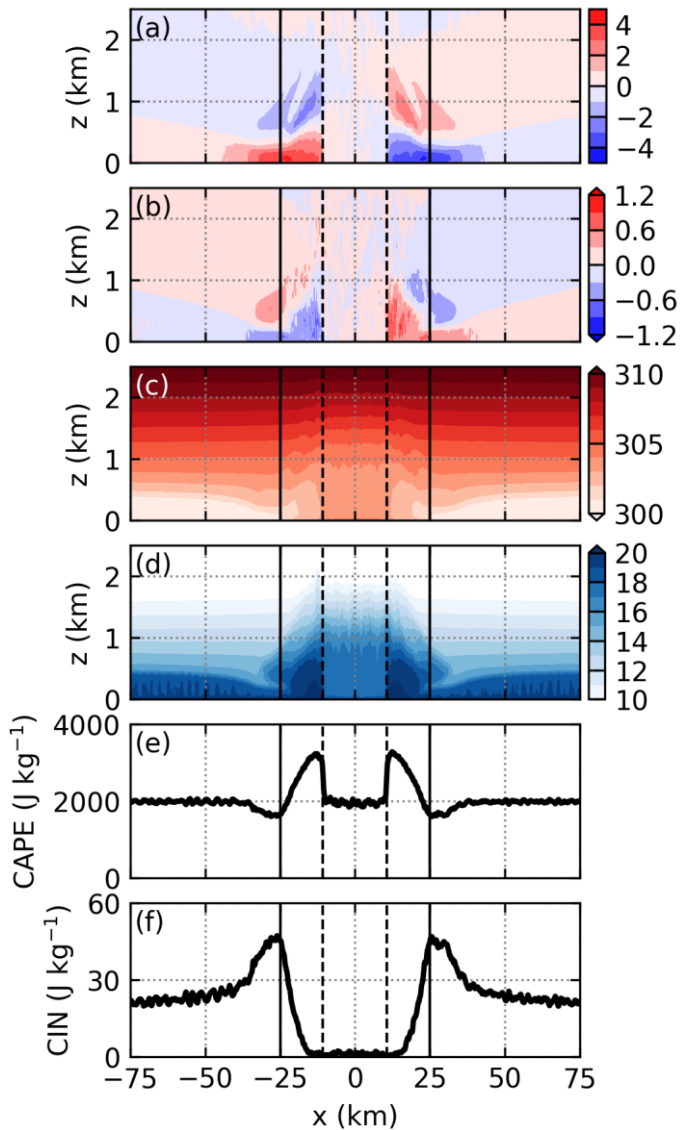 (a)
z (km)
2
1
0
4
2
0
−2
−4
(b)
z (km)
2
1
0
1.2
0.6
0.0
−0.6
−1.2
(c)
z (km)
2
1
0
310
305
300
(d)
z (km)
2
1
0
20
18
16
14
12
10
(e)
CAPE (J kg⁻¹)
4000
2000
0
(f)
CIN (J kg⁻¹)
60
30
0
−75 −50 −25 0 25 50 75
x (km)